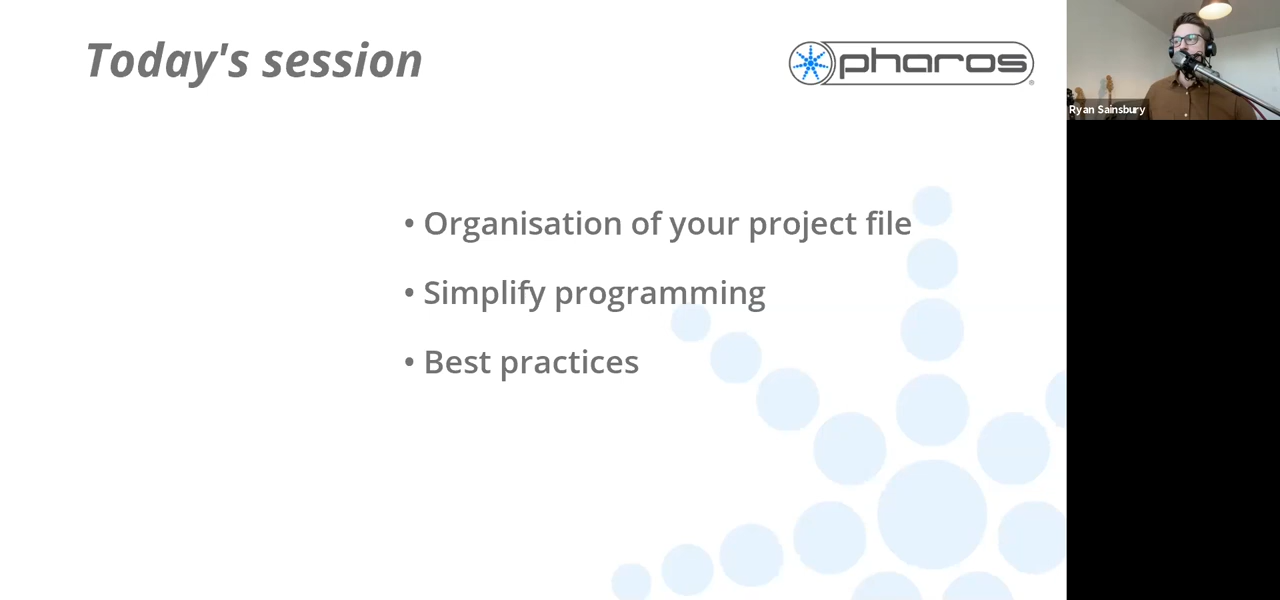 Today's session
pharos
®
Ryan Sainsbury
• Organisation of your project file
• Simplify programming
• Best practices